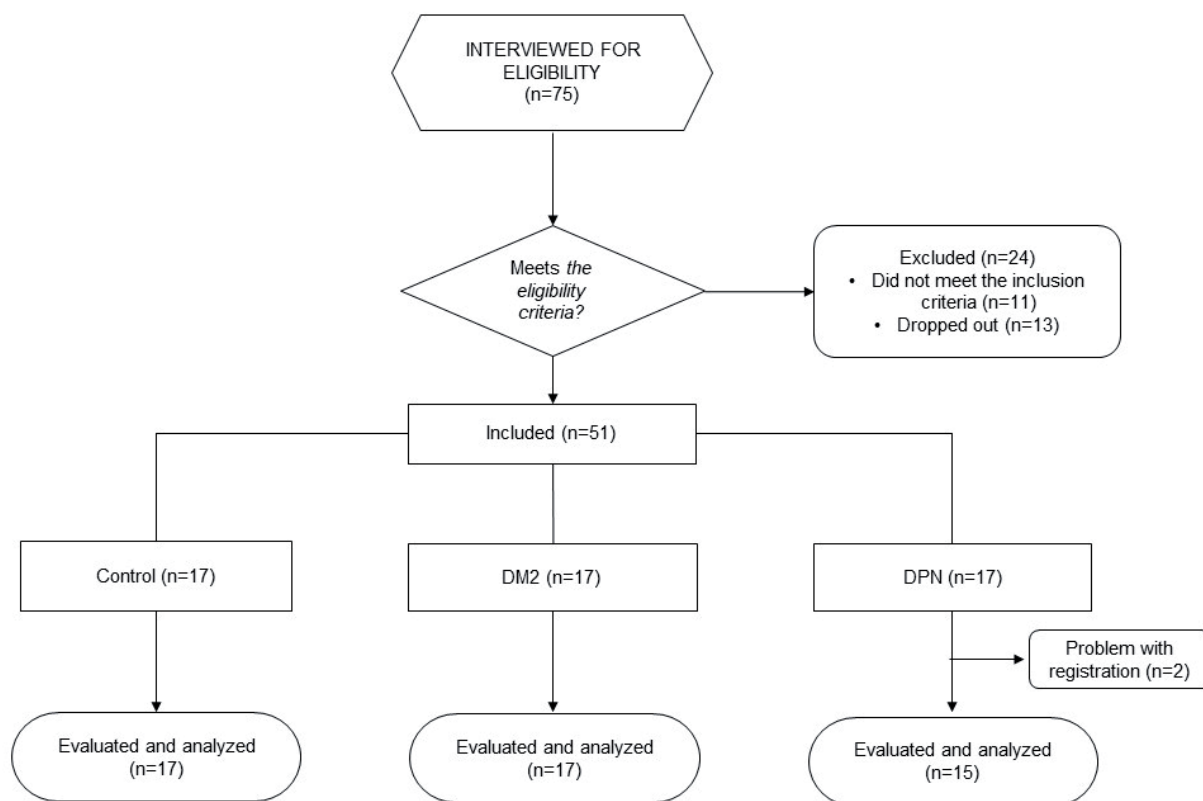 INTERVIEWED FOR
ELIGIBILITY
(n=75)
Meets the
eligibility
criteria?
Excluded (n=24)
• Did not meet the inclusion
criteria (n=11)
• Dropped out (n=13)
Included (n=51)
Control (n=17)
DM2 (n=17)
DPN (n=17)
Problem with
registration (n=2)
Evaluated and analyzed
(n=17)
Evaluated and analyzed
(n=17)
Evaluated and analyzed
(n=15)